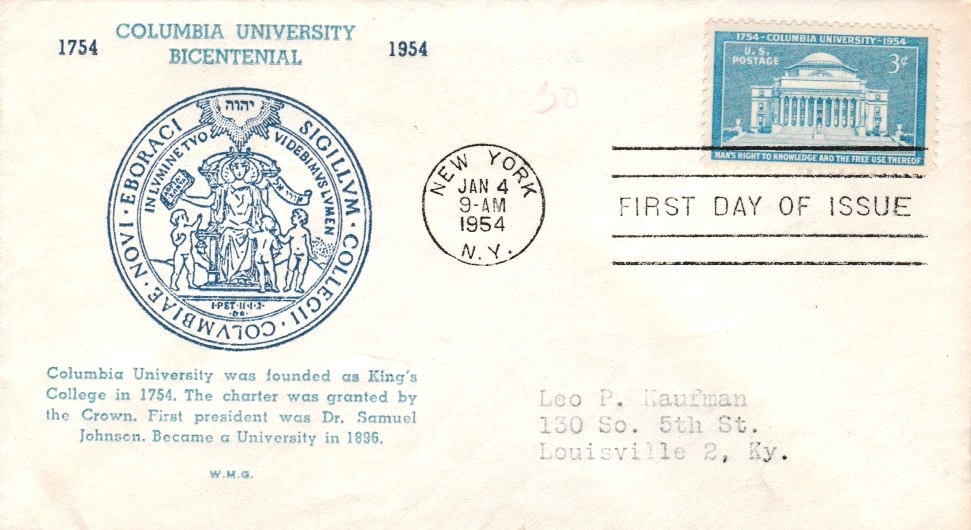 COLUMBIA UNIVERSITY
BICENTENIAL
1754
1954
יהוה
SIGILLVM · COLLEGII · COLVMBIAE · NOVI · EBORACI
IN LVMINE TVO VIDEBIMVS LVMEN
I·PET·II·1·2·
Columbia University was founded as King's
College in 1754. The charter was granted by
the Crown. First president was Dr. Samuel
Johnson. Became a University in 1896.
W.M.G.
30
NEW YORK
JAN 4
9-AM
1954
N.Y.
1754-COLUMBIA UNIVERSITY-1954
U.S.
POSTAGE
3¢
MAN'S RIGHT TO KNOWLEDGE AND THE FREE USE THEREOF
FIRST DAY OF ISSUE
Leo P. Kaufman
130 So. 5th St.
Louisville 2, Ky.